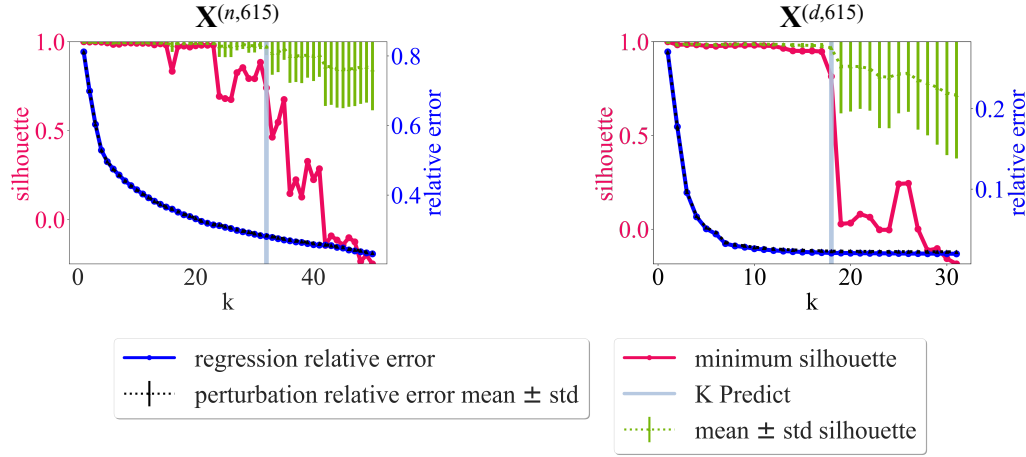 X^(n,615)
1.0
0.5
0.0
silhouette
0.8
0.6
0.4
relative error
0
20
40
k
X^(d,615)
1.0
0.5
0.0
silhouette
0.2
0.1
relative error
0
10
20
30
k
regression relative error
perturbation relative error mean ± std
minimum silhouette
K Predict
mean ± std silhouette